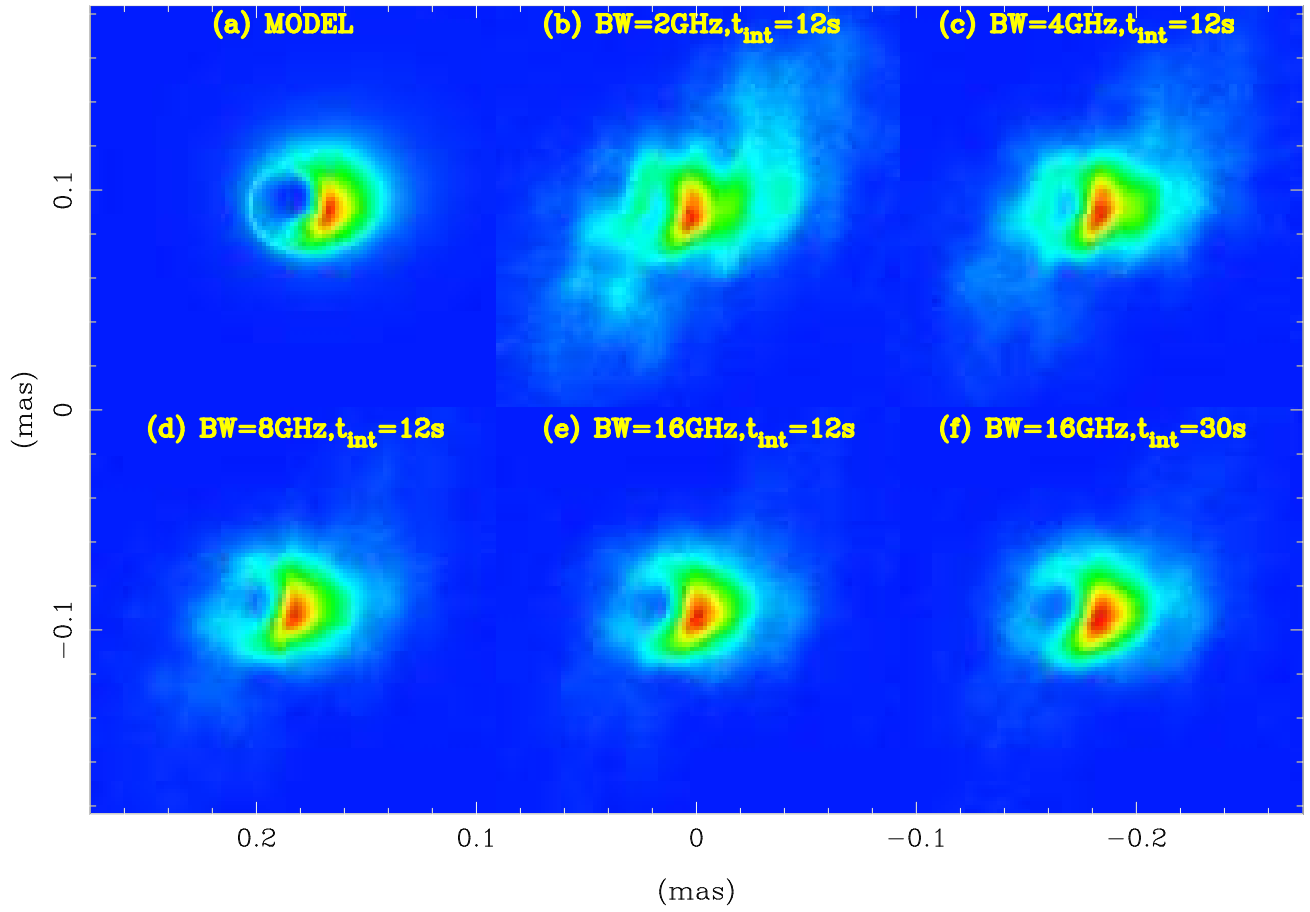 (a) MODEL
(b) BW=2GHz,t_int=12s
(c) BW=4GHz,t_int=12s
0.1
(mas)
0
(d) BW=8GHz,t_int=12s
(e) BW=16GHz,t_int=12s
(f) BW=16GHz,t_int=30s
−0.1
0.2 0.1 0 −0.1 −0.2
(mas)